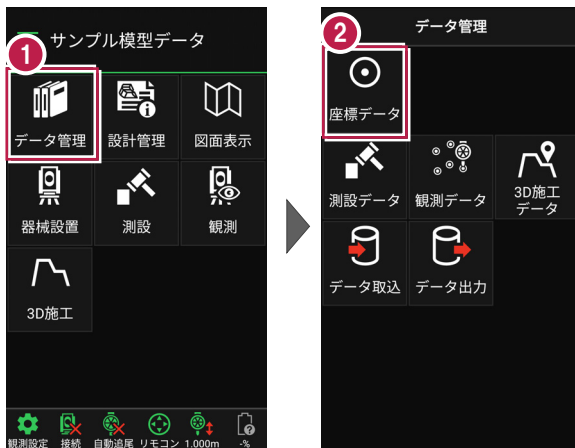 1
サンプル模型データ
データ管理
設計管理
図面表示
器械設置
測設
観測
3D施工
観測設定
接続
自動追尾
リモコン
1.000m
-%
2
データ管理
座標データ
測設データ
観測データ
3D施工
データ
データ取込
データ出力